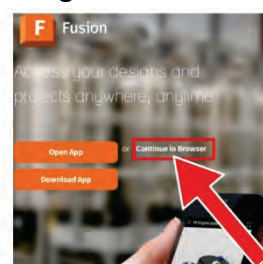 F Fusion
Access your designs and
projects anywhere, anytime
Open App or Continue in Browser
Download App